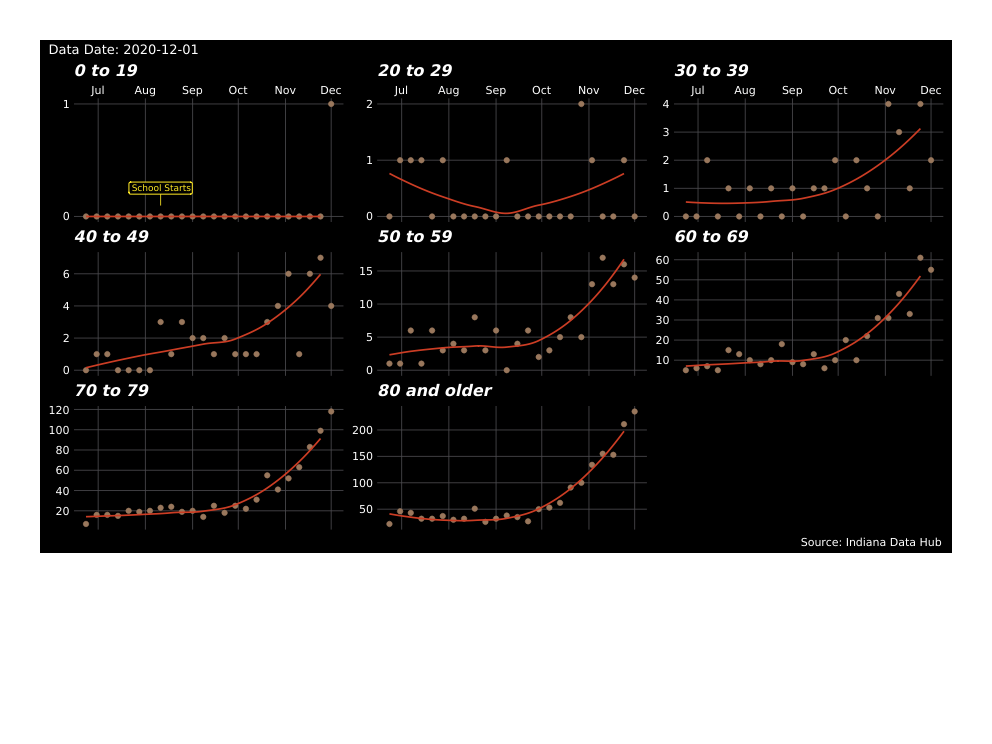 Data Date: 2020-12-01
0 to 19
20 to 29
30 to 39
Jul Aug Sep Oct Nov Dec
Jul Aug Sep Oct Nov Dec
Jul Aug Sep Oct Nov Dec
1
0
School Starts
2
1
0
4
3
2
1
0
40 to 49
50 to 59
60 to 69
6
4
2
0
15
10
5
0
60
50
40
30
20
10
70 to 79
80 and older
120
100
80
60
40
20
200
150
100
50
Source: Indiana Data Hub